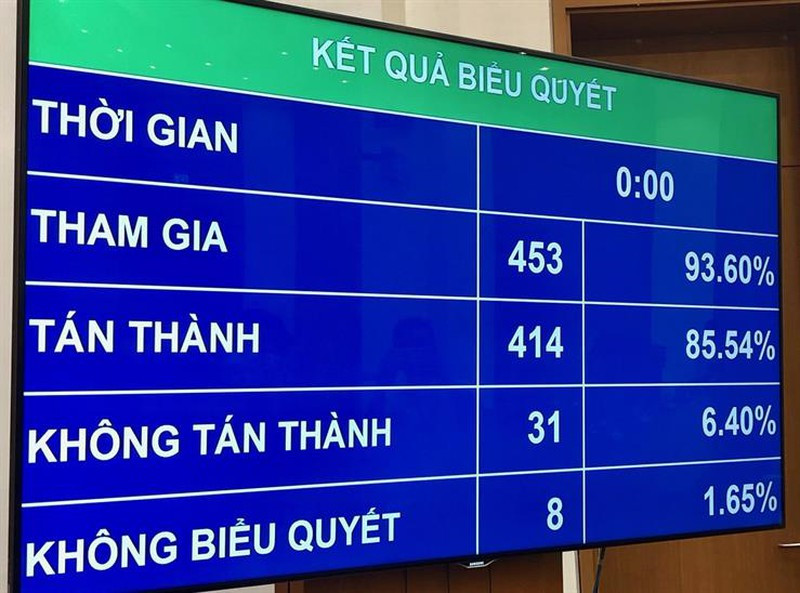 KẾT QUẢ BIỂU QUYẾT
THỜI GIAN 0:00
THAM GIA 453 93.60%
TÁN THÀNH 414 85.54%
KHÔNG TÁN THÀNH 31 6.40%
KHÔNG BIỂU QUYẾT 8 1.65%
SAMSUNG